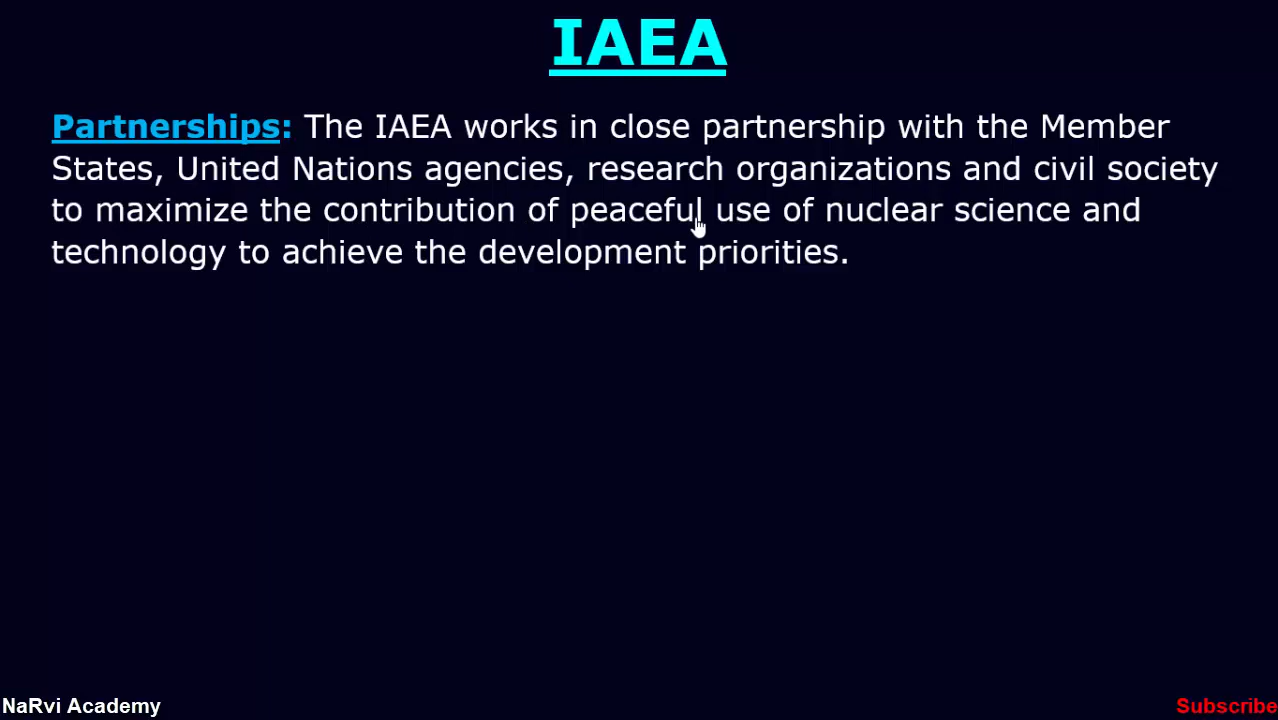 IAEA
Partnerships: The IAEA works in close partnership with the Member
States, United Nations agencies, research organizations and civil society
to maximize the contribution of peaceful use of nuclear science and
technology to achieve the development priorities.
NaRvi Academy
Subscribe